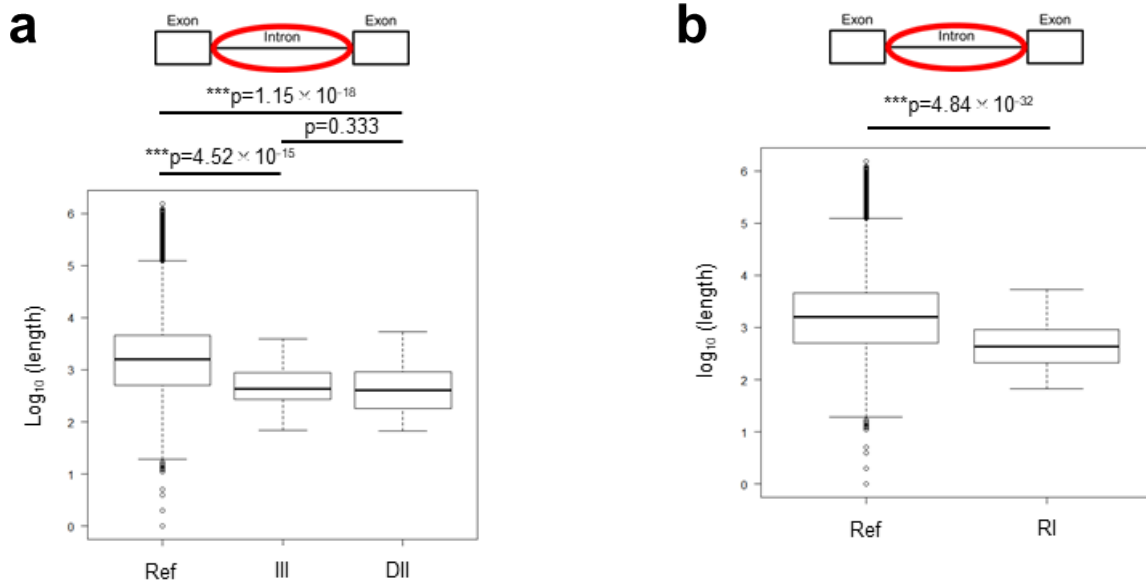 a
Exon Exon
Intron
***p=1.15 × 10⁻¹⁸
p=0.333
***p=4.52 × 10⁻¹⁵
Log₁₀ (length)
6
5
4
3
2
1
0
Ref III DII
b
Exon Exon
Intron
***p=4.84 × 10⁻³²
log₁₀ (length)
6
5
4
3
2
1
0
Ref RI